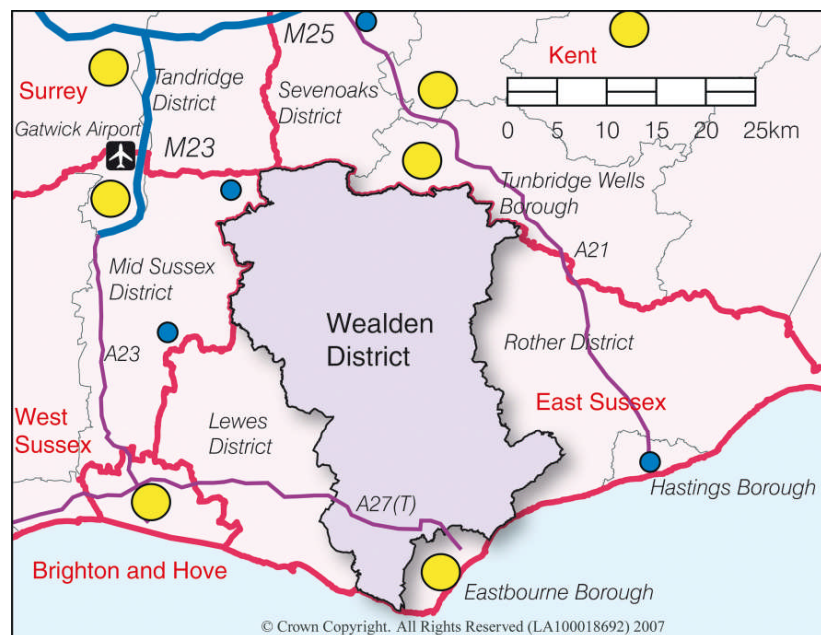 M25
Kent
Surrey
Tandridge
District
Sevenoaks
District
Gatwick Airport
M23
0 5 10 15 20 25km
Tunbridge Wells
Borough
A21
Mid Sussex
District
A23
Wealden
District
Rother District
East Sussex
West
Sussex
Lewes
District
A27(T)
Hastings Borough
Brighton and Hove
Eastbourne Borough
© Crown Copyright. All Rights Reserved (LA100018692) 2007